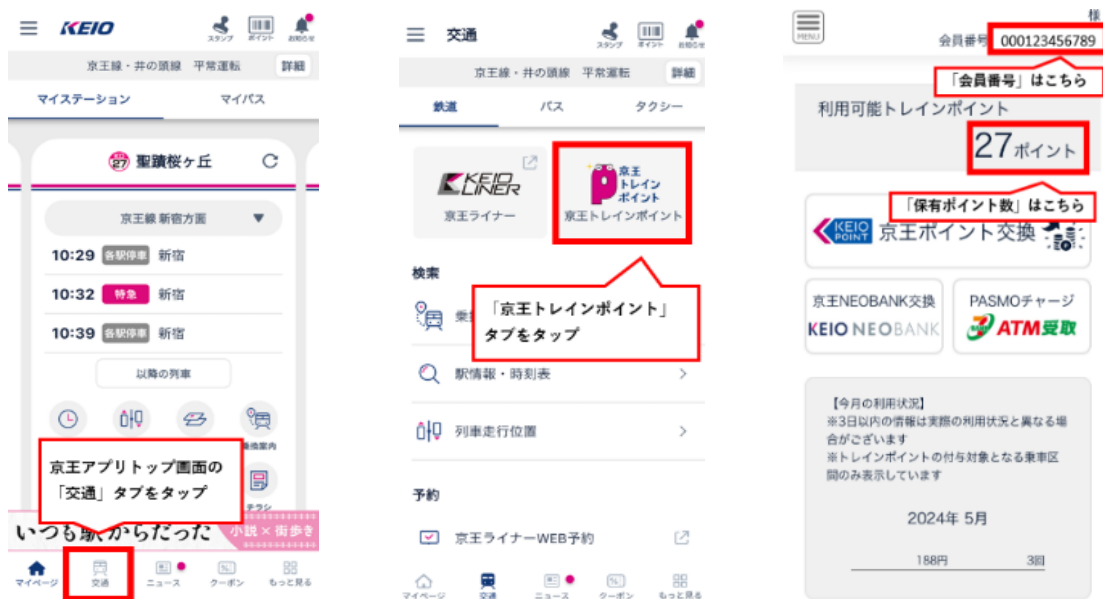 KEIO
スタンプ
ポイント
お知らせ
京王線・井の頭線 平常運転
詳細
マイステーション
マイバス
27
聖蹟桜ヶ丘
京王線 新宿方面 ▼
10:29 各駅停車 新宿
10:32 特急 新宿
10:39 各駅停車 新宿
以降の列車
乗換案内
京王アプリトップ画面の
「交通」タブをタップ
チラシ
いつも駅からだった
小説×街歩き
マイページ
交通
ニュース
クーポン
もっと見る
交通
スタンプ
ポイント
お知らせ
京王線・井の頭線 平常運転
詳細
鉄道
バス
タクシー
KEIO
LINER
京王ライナー
京王
トレイン
ポイント
京王トレインポイント
検索
「京王トレインポイント」
タブをタップ
駅情報・時刻表
列車走行位置
予約
京王ライナーWEB予約
マイページ
交通
ニュース
クーポン
もっと見る
MENU
様
会員番号 000123456789
「会員番号」はこちら
利用可能トレインポイント
27ポイント
「保有ポイント数」はこちら
KEIO
POINT
京王ポイント交換
京王NEOBANK交換
KEIO NEOBANK
PASMOチャージ
ATM受取
【今月の利用状況】
※3日以内の情報は実際の利用状況と異なる場
合がございます
※トレインポイントの付与対象となる乗車区
間のみ表示しています
2024年 5月
188円 3回